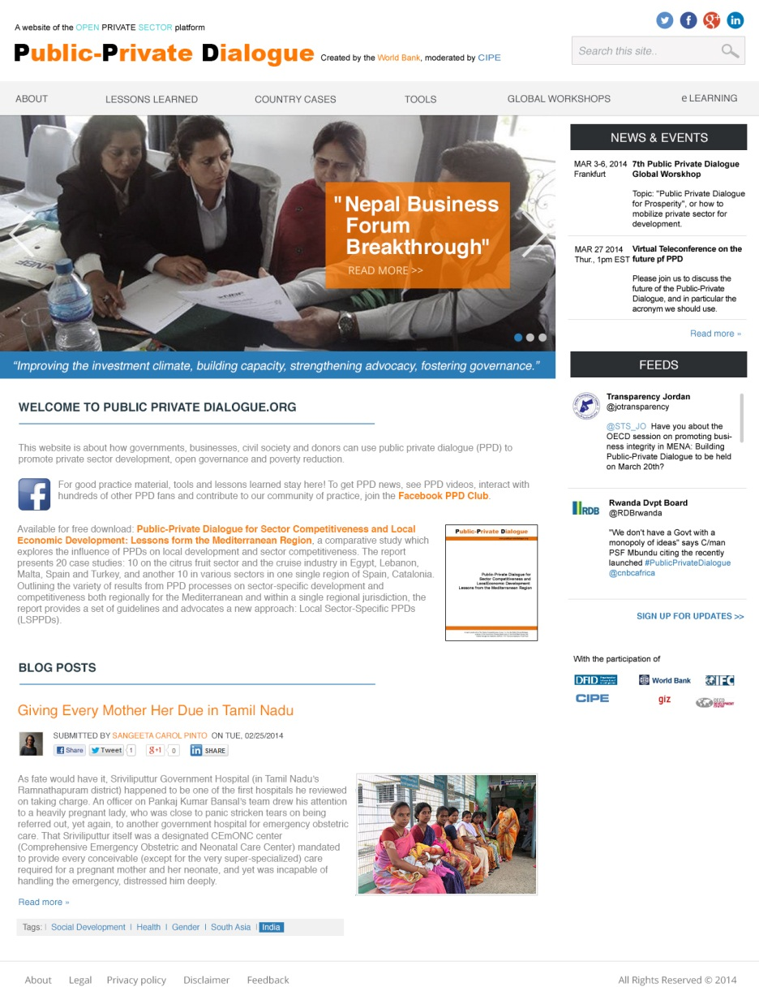 A website of the OPEN PRIVATE SECTOR platform
Public-Private Dialogue Created by the World Bank, moderated by CIPE
Search this site..
ABOUT LESSONS LEARNED COUNTRY CASES TOOLS GLOBAL WORKSHOPS e LEARNING
"Nepal Business
Forum
Breakthrough"
READ MORE >>
“Improving the investment climate, building capacity, strengthening advocacy, fostering governance.”
WELCOME TO PUBLIC PRIVATE DIALOGUE.ORG
This website is about how governments, businesses, civil society and donors can use public private dialogue (PPD) to
promote private sector development, open governance and poverty reduction.
For good practice material, tools and lessons learned stay here! To get PPD news, see PPD videos, interact with
hundreds of other PPD fans and contribute to our community of practice, join the Facebook PPD Club.
Available for free download: Public-Private Dialogue for Sector Competitiveness and Local
Economic Development: Lessons form the Mediterranean Region, a comparative study which
explores the influence of PPDs on local development and sector competitiveness. The report
presents 20 case studies: 10 on the citrus fruit sector and the cruise industry in Egypt, Lebanon,
Malta, Spain and Turkey, and another 10 in various sectors in one single region of Spain, Catalonia.
Outlining the variety of results from PPD processes on sector-specific development and
competitiveness both regionally for the Mediterranean and within a single regional jurisdiction, the
report provides a set of guidelines and advocates a new approach: Local Sector-Specific PPDs
(LSPPDs).
Public-Private Dialogue
Public-Private Dialogue for
Sector Competitiveness and
LocalEconomic Development:
Lessons from the Mediterranean Region
BLOG POSTS
Giving Every Mother Her Due in Tamil Nadu
SUBMITTED BY SANGEETA CAROL PINTO ON TUE, 02/25/2014
Share Tweet 1 g+1 0 in SHARE
As fate would have it, Sriviliputtur Government Hospital (in Tamil Nadu’s
Ramnathapuram district) happened to be one of the first hospitals he reviewed
on taking charge. An officer on Pankaj Kumar Bansal’s team drew his attention
to a heavily pregnant lady, who was close to panic stricken tears on being
referred out, yet again, to another government hospital for emergency obstetric
care. That Sriviliputtur itself was a designated CEmONC center
(Comprehensive Emergency Obstetric and Neonatal Care Center) mandated
to provide every conceivable (except for the very super-specialized) care
required for a pregnant mother and her neonate, and yet was incapable of
handling the emergency, distressed him deeply.
Read more »
Tags: | Social Development | Health | Gender | South Asia | India
NEWS & EVENTS
MAR 3-6, 2014 7th Public Private Dialogue
Frankfurt Global Worskhop
Topic: "Public Private Dialogue
for Prosperity", or how to
mobilize private sector for
development.
MAR 27 2014 Virtual Teleconference on the
Thur., 1pm EST future pf PPD
Please join us to discuss the
future of the Public-Private
Dialogue, and in particular the
acronym we should use.
Read more »
FEEDS
Transparency Jordan
@jotransparency
@STS_JO Have you about the
OECD session on promoting busi-
ness integrity in MENA: Building
Public-Private Dialogue to be held
on March 20th?
RDB
Rwanda Dvpt Board
@RDBrwanda
"We don't have a Govt with a
monopoly of ideas" says C/man
PSF Mbundu citing the recently
launched #PublicPrivateDialogue
@cnbcafrica
SIGN UP FOR UPDATES >>
With the participation of
DFID World Bank IFC
CIPE giz
About Legal Privacy policy Disclaimer Feedback All Rights Reserved © 2014